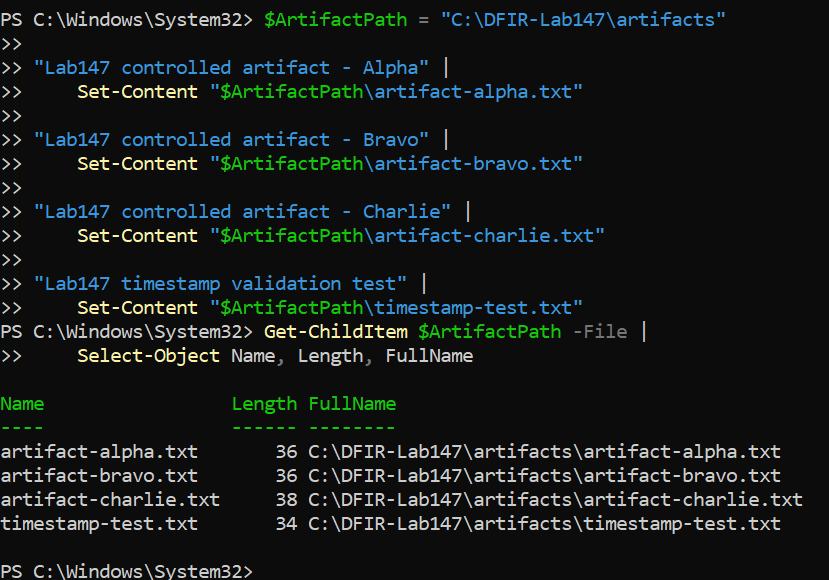 PS C:\Windows\System32> $ArtifactPath = "C:\DFIR-Lab147\artifacts"
>>
>> "Lab147 controlled artifact - Alpha" |
>>     Set-Content "$ArtifactPath\artifact-alpha.txt"
>>
>> "Lab147 controlled artifact - Bravo" |
>>     Set-Content "$ArtifactPath\artifact-bravo.txt"
>>
>> "Lab147 controlled artifact - Charlie" |
>>     Set-Content "$ArtifactPath\artifact-charlie.txt"
>>
>> "Lab147 timestamp validation test" |
>>     Set-Content "$ArtifactPath\timestamp-test.txt"
PS C:\Windows\System32> Get-ChildItem $ArtifactPath -File |
>>     Select-Object Name, Length, FullName

Name                 Length FullName
----                 ------ --------
artifact-alpha.txt       36 C:\DFIR-Lab147\artifacts\artifact-alpha.txt
artifact-bravo.txt       36 C:\DFIR-Lab147\artifacts\artifact-bravo.txt
artifact-charlie.txt     38 C:\DFIR-Lab147\artifacts\artifact-charlie.txt
timestamp-test.txt       34 C:\DFIR-Lab147\artifacts\timestamp-test.txt

PS C:\Windows\System32>